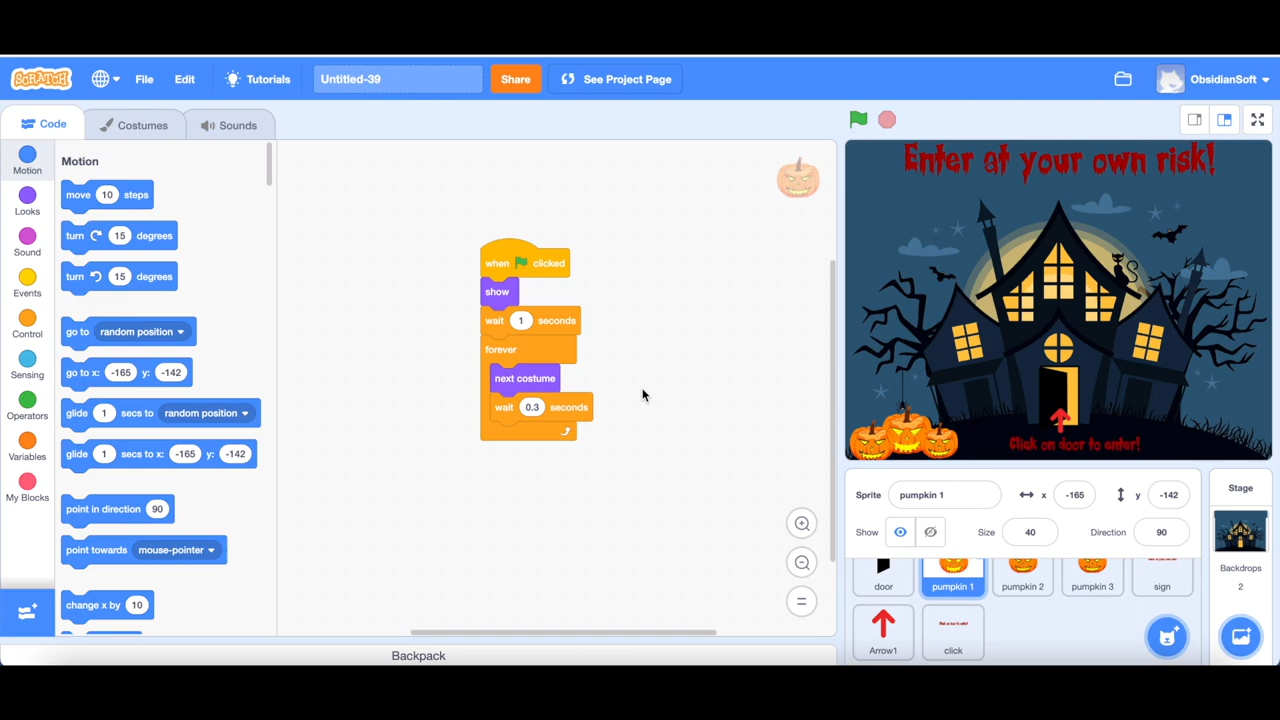 SCRATCH
File
Edit
Tutorials
Untitled-39
Share
See Project Page
ObsidianSoft
Code
Costumes
Sounds
Motion
Looks
Sound
Events
Control
Sensing
Operators
Variables
My Blocks
Motion
move 10 steps
turn 15 degrees
turn 15 degrees
go to random position
go to x: -165 y: -142
glide 1 secs to random position
glide 1 secs to x: -165 y: -142
point in direction 90
point towards mouse-pointer
change x by 10
when clicked
show
wait 1 seconds
forever
next costume
wait 0.3 seconds
Backpack
Enter at your own risk!
Click on door to enter!
Sprite pumpkin 1 x -165 y -142
Show Size 40 Direction 90
door
pumpkin 1
pumpkin 2
pumpkin 3
sign
Arrow1
click
Stage
Backdrops
2